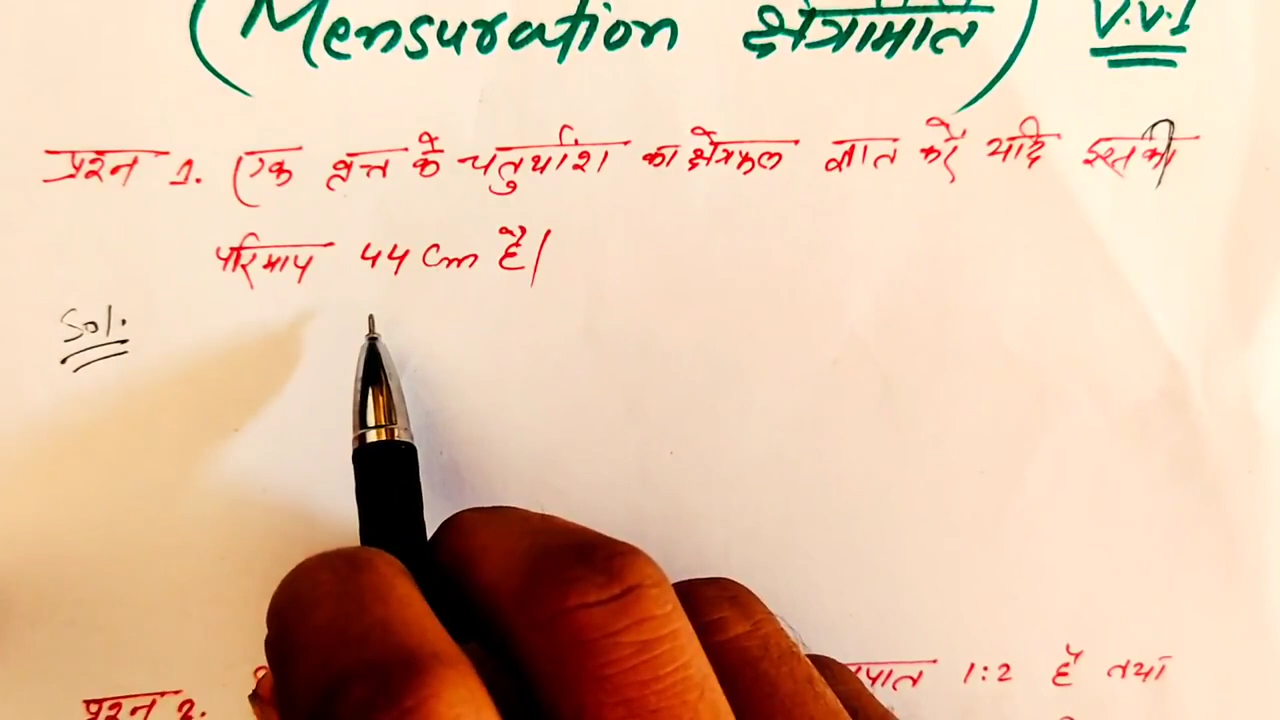 (Mensuration क्षेत्रमिति) V.V.I
प्रश्न 1. एक वृत्त के चतुर्थांश का क्षेत्रफल ज्ञात करें यदि इसकी
परिमाप 44 cm है।
Sol.
1:2 है तथा
प्रश्न 2.